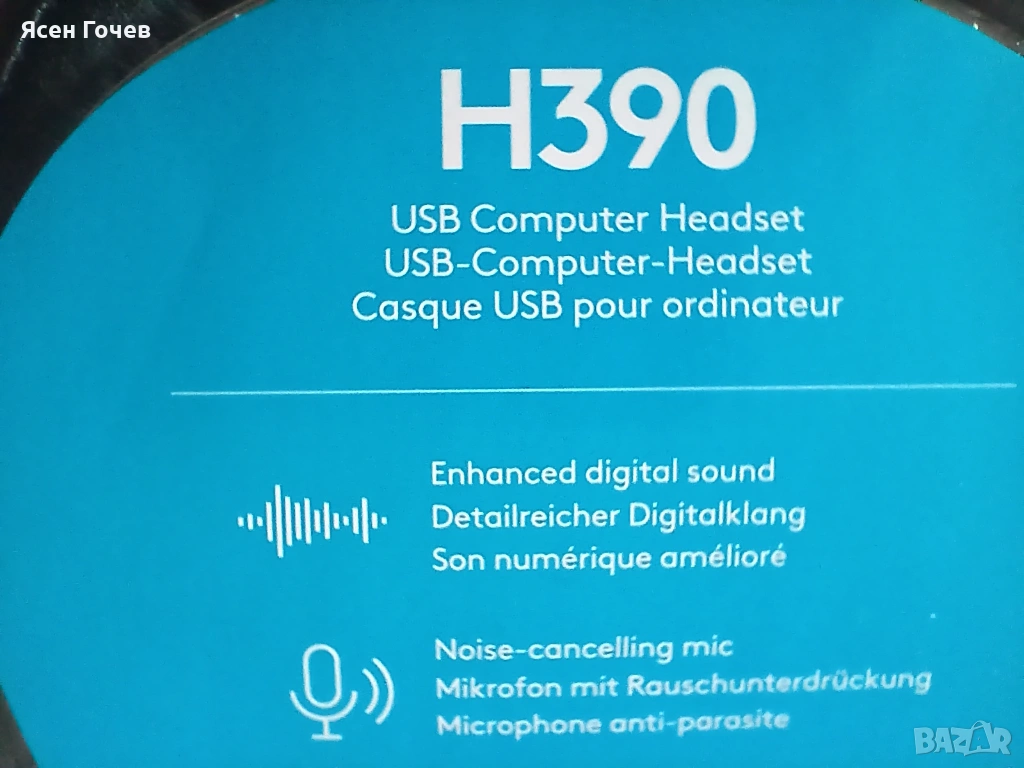 Ясен Гочев
H390
USB Computer Headset
USB-Computer-Headset
Casque USB pour ordinateur
Enhanced digital sound
Detailreicher Digitalklang
Son numérique amélioré
Noise-cancelling mic
Mikrofon mit Rauschunterdrückung
Microphone anti-parasite
BAZAR